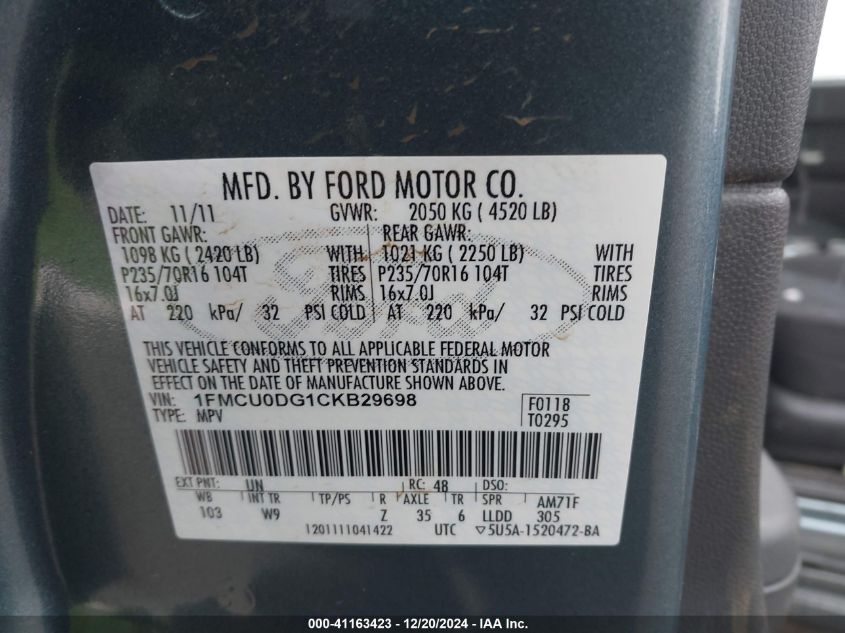 MFD. BY FORD MOTOR CO.
DATE: 11/11 GVWR: 2050 KG ( 4520 LB)
FRONT GAWR: REAR GAWR:
1098 KG ( 2420 LB) WITH 1021 KG ( 2250 LB) WITH
P235/70R16 104T TIRES P235/70R16 104T TIRES
16x7.0J RIMS 16x7.0J RIMS
AT 220 kPa/ 32 PSI COLD AT 220 kPa/ 32 PSI COLD
Ford
THIS VEHICLE CONFORMS TO ALL APPLICABLE FEDERAL MOTOR
VEHICLE SAFETY AND THEFT PREVENTION STANDARDS IN
EFFECT ON THE DATE OF MANUFACTURE SHOWN ABOVE.
VIN: 1FMCU0DG1CKB29698 F0118
TYPE: MPV T0295
EXT PNT: UN RC: 48 DSO:
WB INT TR TP/PS R AXLE TR SPR AM71F
103 W9 Z 35 6 LLDD 305
1201111041422 UTC ▽5U5A-1520472-BA
000-41163423 - 12/20/2024 - IAA Inc.